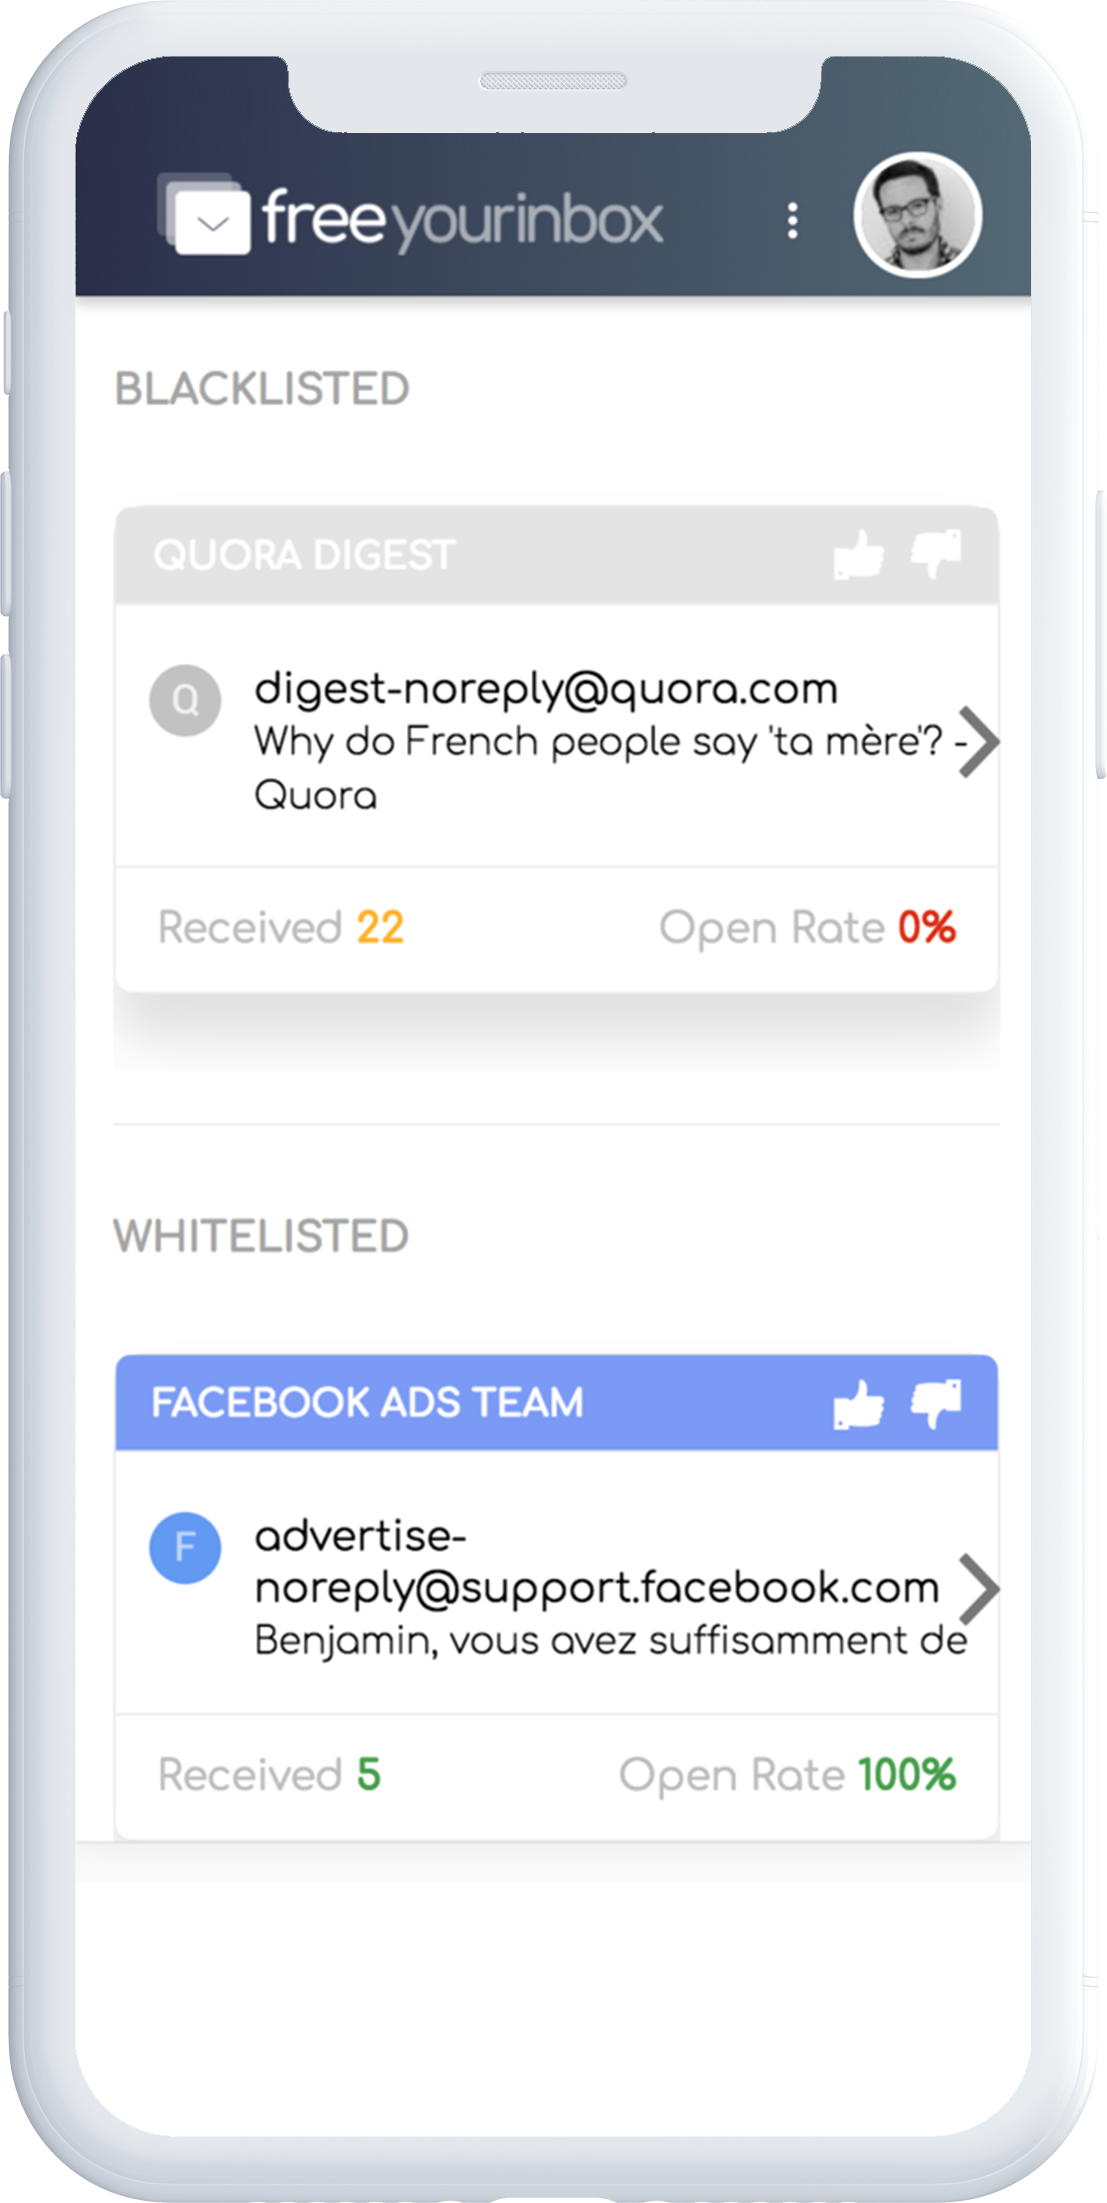 freeyourinbox
BLACKLISTED
QUORA DIGEST
Q
digest-noreply@quora.com
Why do French people say 'ta mère'? -
Quora
Received 22
Open Rate 0%
WHITELISTED
FACEBOOK ADS TEAM
F
advertise-
noreply@support.facebook.com
Benjamin, vous avez suffisamment de
Received 5
Open Rate 100%